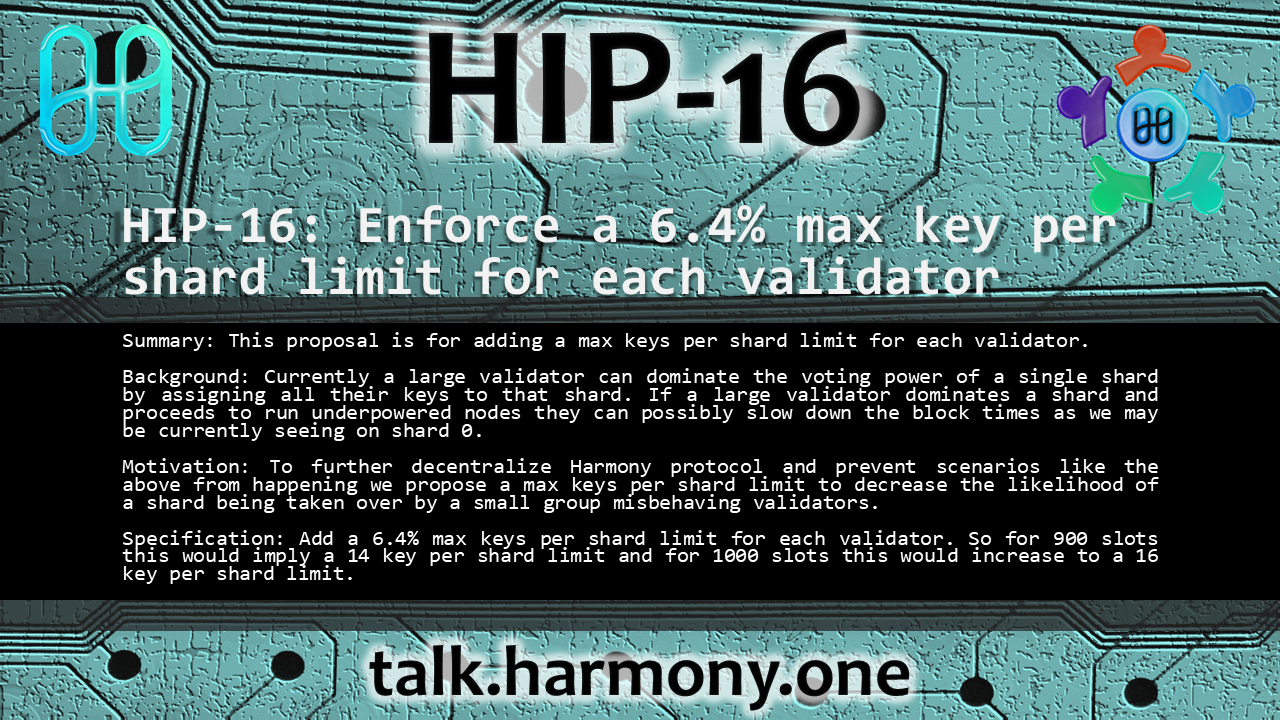 HIP-16
HIP-16: Enforce a 6.4% max key per
shard limit for each validator
Summary: This proposal is for adding a max keys per shard limit for each validator.
Background: Currently a large validator can dominate the voting power of a single shard
by assigning all their keys to that shard. If a large validator dominates a shard and
proceeds to run underpowered nodes they can possibly slow down the block times as we may
be currently seeing on shard 0.
Motivation: To further decentralize Harmony protocol and prevent scenarios like the
above from happening we propose a max keys per shard limit to decrease the likelihood of
a shard being taken over by a small group misbehaving validators.
Specification: Add a 6.4% max keys per shard limit for each validator. So for 900 slots
this would imply a 14 key per shard limit and for 1000 slots this would increase to a 16
key per shard limit.
talk.harmony.one